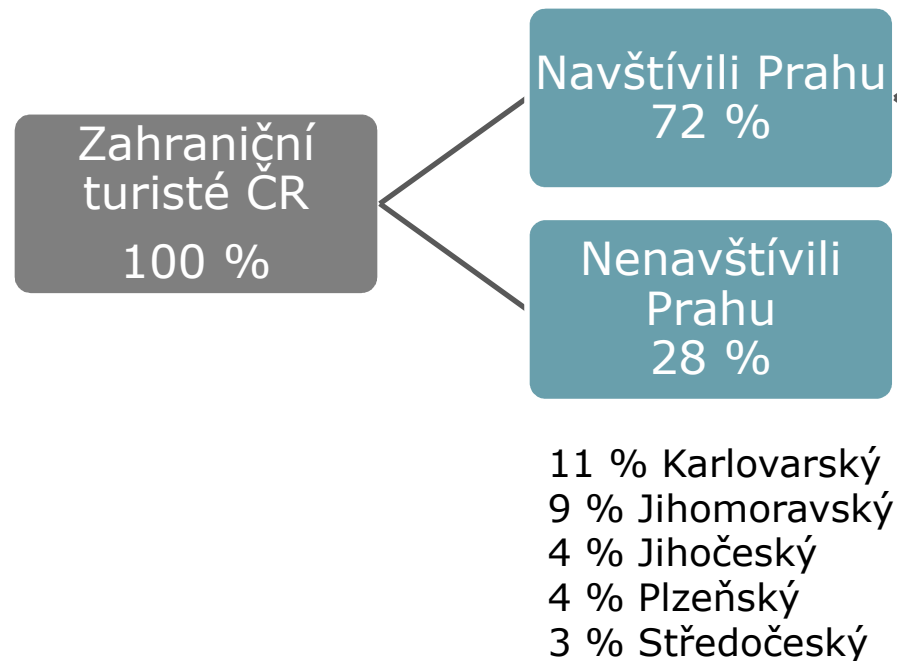 Zahraniční
turisté ČR
100 %
Navštívili Prahu
72 %
Nenavštívili
Prahu
28 %
11 % Karlovarský
9 % Jihomoravský
4 % Jihočeský
4 % Plzeňský
3 % Středočeský